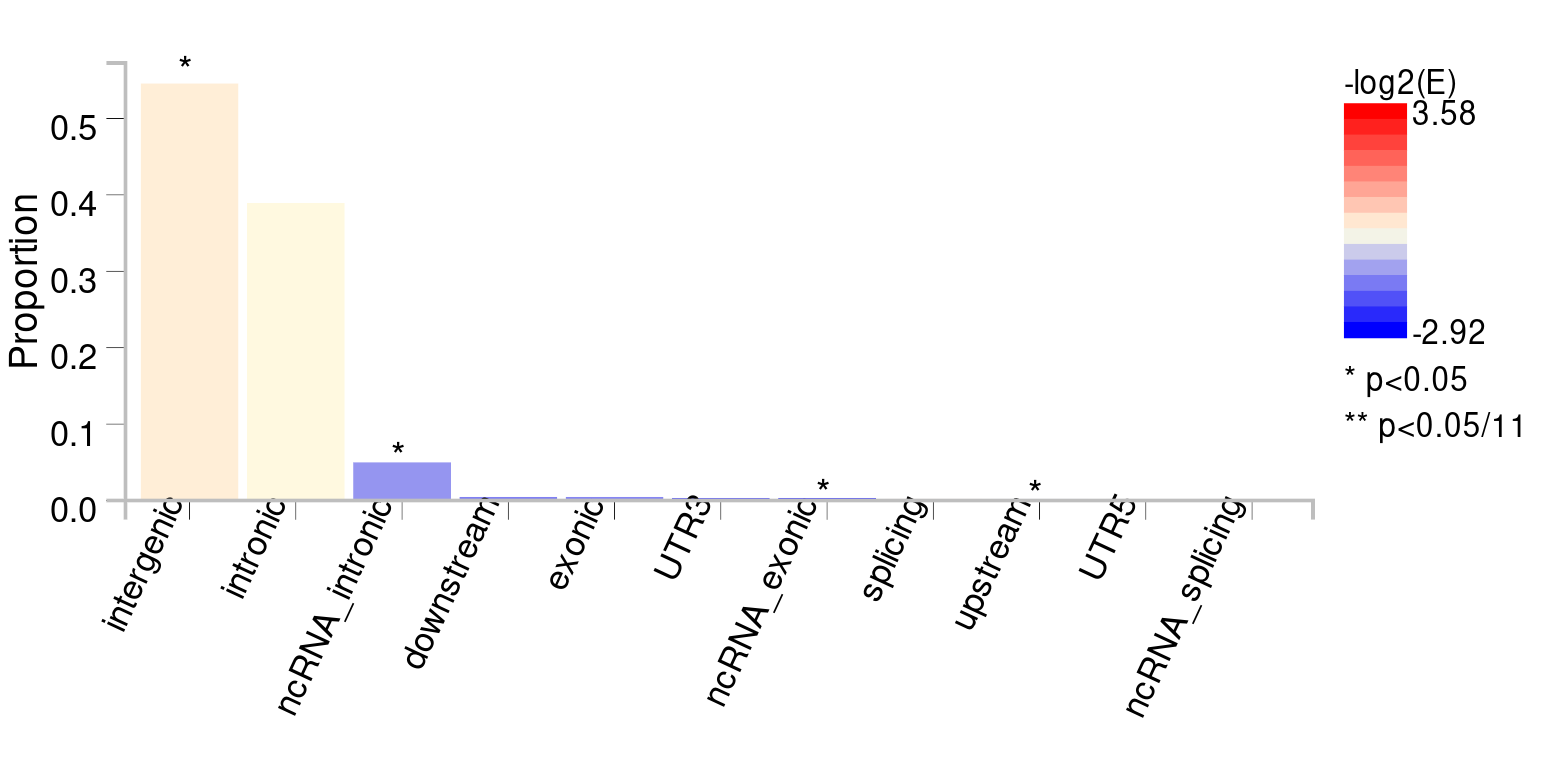 Proportion
0.5
0.4
0.3
0.2
0.1
0.0
*
*
*
*
intergenic
intronic
ncRNA_intronic
downstream
exonic
UTR3
ncRNA_exonic
splicing
upstream
UTR5
ncRNA_splicing
-log2(E)
3.58
-2.92
* p<0.05
** p<0.05/11